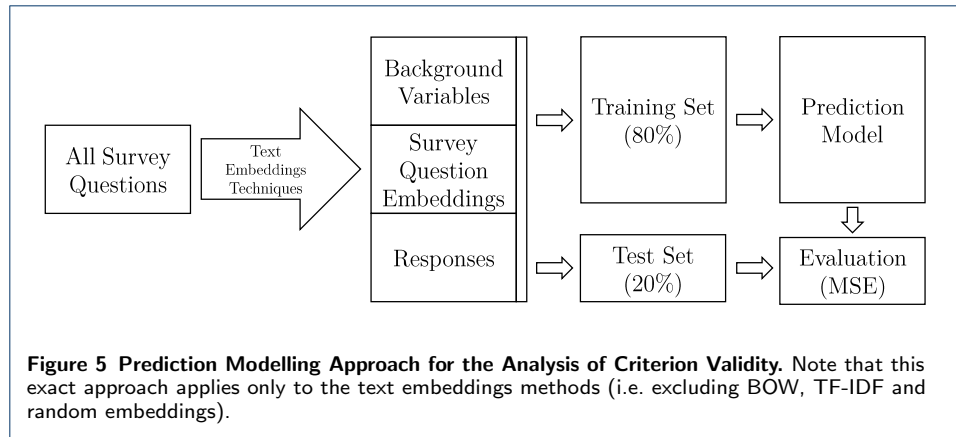 All Survey
Questions
Text
Embeddings
Techniques
Background
Variables
Survey
Question
Embeddings
Responses
Training Set
(80%)
Prediction
Model
Test Set
(20%)
Evaluation
(MSE)
Figure 5 Prediction Modelling Approach for the Analysis of Criterion Validity. Note that this
exact approach applies only to the text embeddings methods (i.e. excluding BOW, TF-IDF and
random embeddings).